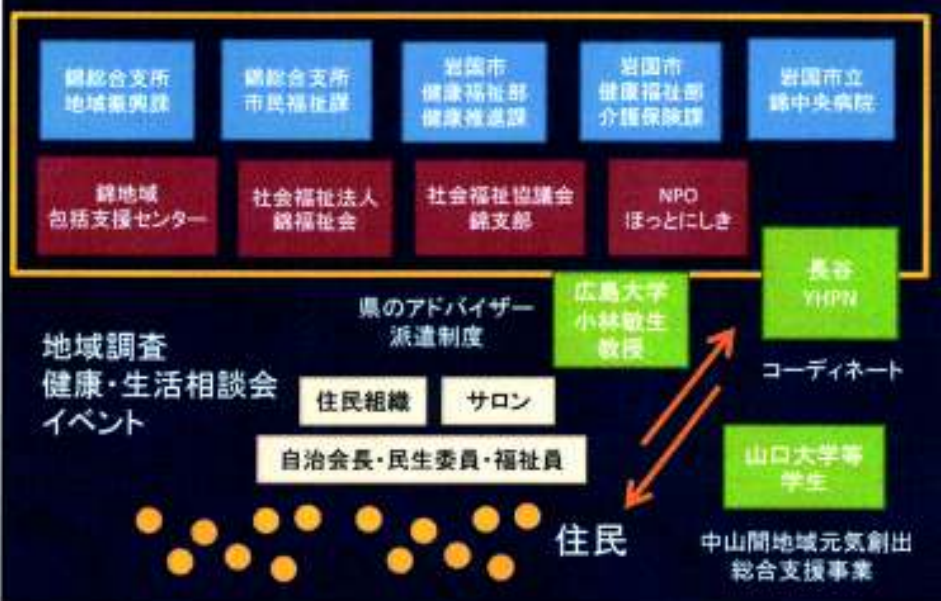 錦総合支所
地域振興課
錦総合支所
市民福祉課
岩国市
健康福祉部
健康推進課
岩国市
健康福祉部
介護保険課
岩国市立
錦中央病院
錦地域
包括支援センター
社会福祉法人
錦福祉会
社会福祉協議会
錦支部
NPO
ほっとにしき
長谷
YHPN
コーディネート
広島大学
小林敏生
教授
県のアドバイザー
派遣制度
地域調査
健康・生活相談会
イベント
住民組織
サロン
自治会長・民生委員・福祉員
住民
山口大学等
学生
中山間地域元気創出
総合支援事業